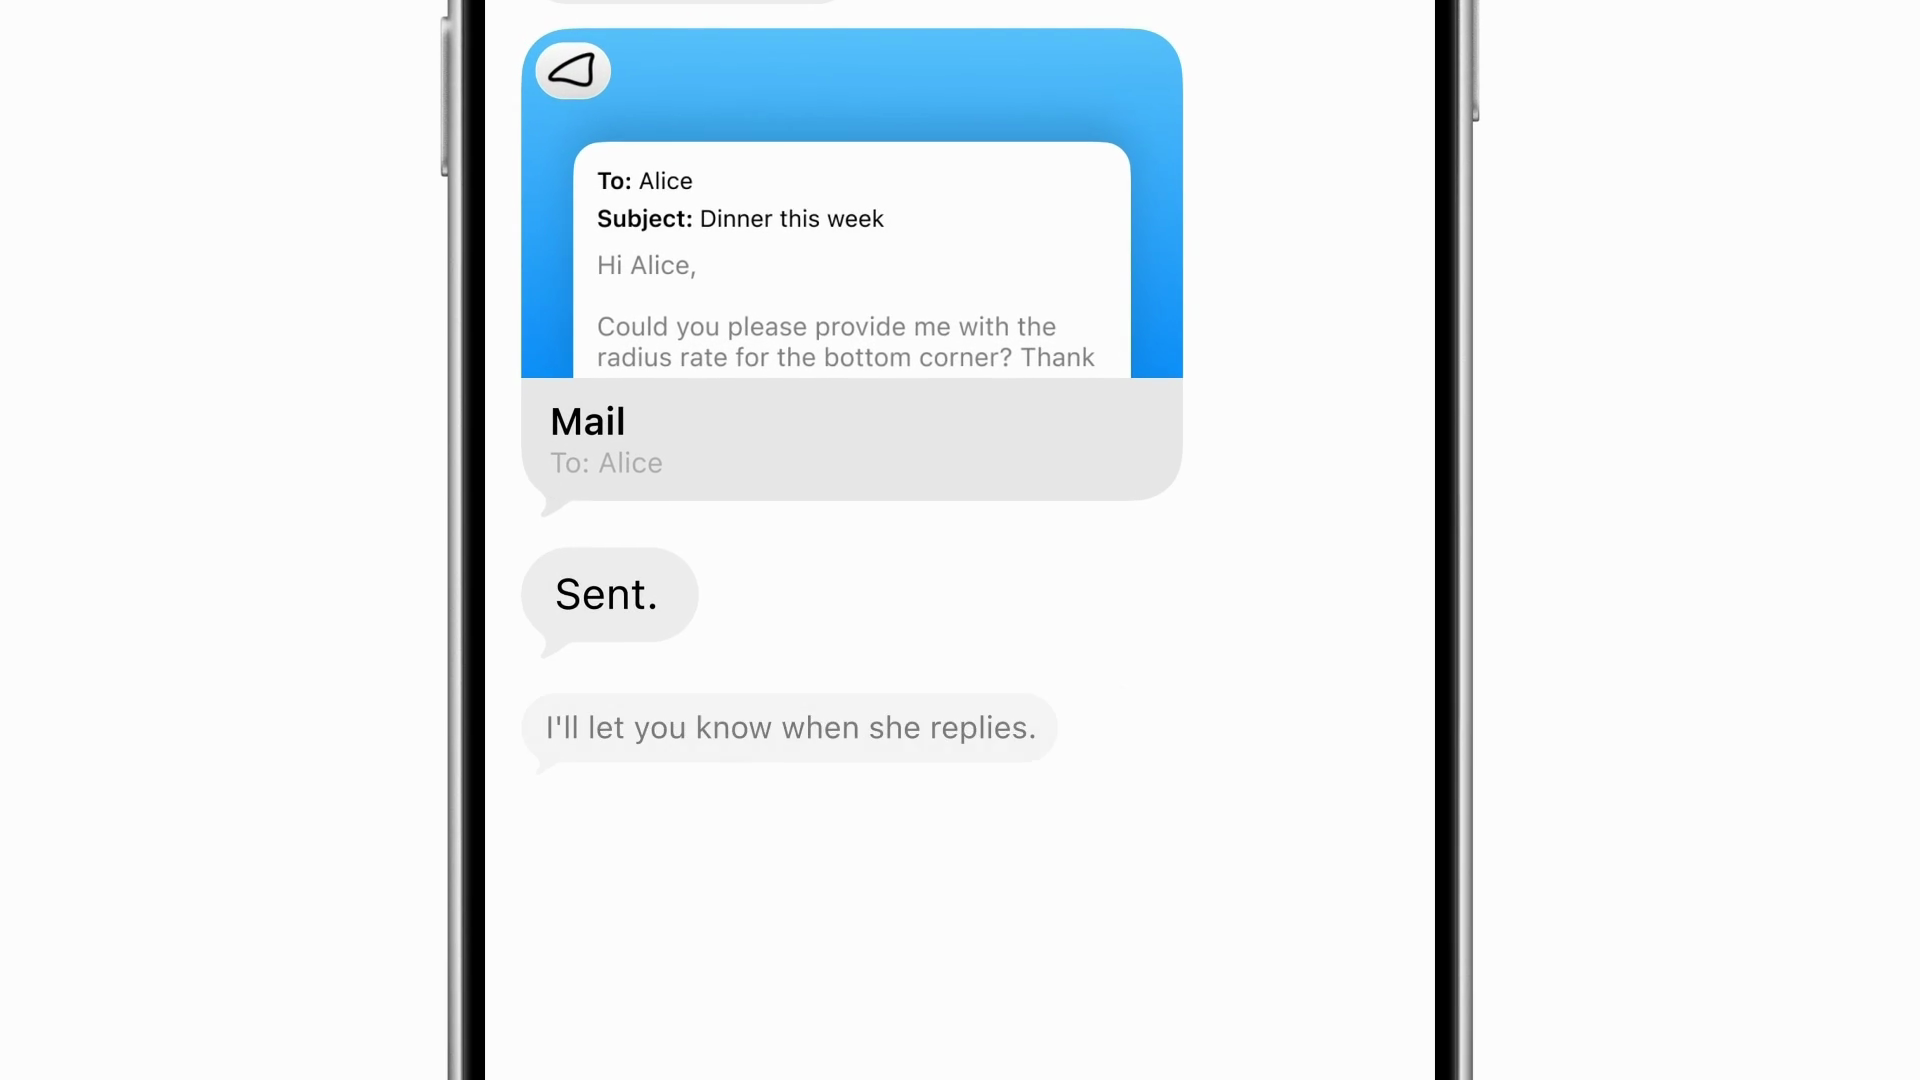 To: Alice
Subject: Dinner this week
Hi Alice,
Could you please provide me with the
radius rate for the bottom corner? Thank
Mail
To: Alice
Sent.
I'll let you know when she replies.